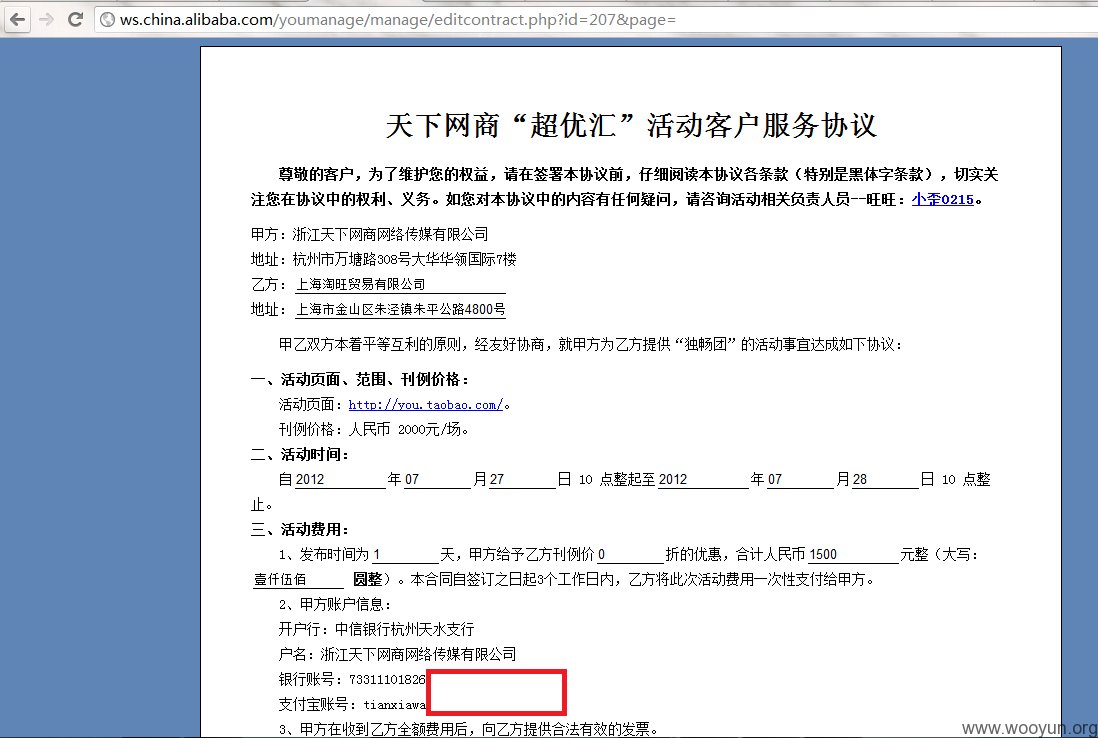 ws.china.alibaba.com/youmanage/manage/editcontract.php?id=207&page=
天下网商“超优汇”活动客户服务协议
尊敬的客户，为了维护您的权益，请在签署本协议前，仔细阅读本协议各条款（特别是黑体字条款），切实关
注您在协议中的权利、义务。如您对本协议中的内容有任何疑问，请咨询活动相关负责人员--旺旺：小歪0215。
甲方：浙江天下网商网络传媒有限公司
地址：杭州市万塘路308号大华华领国际7楼
乙方：上海淘旺贸易有限公司
地址：上海市金山区朱泾镇朱平公路4800号
甲乙双方本着平等互利的原则，经友好协商，就甲方为乙方提供“独畅团”的活动事宜达成如下协议：
一、活动页面、范围、刊例价格：
活动页面：http://you.taobao.com/。
刊例价格：人民币 2000元/场。
二、活动时间：
自 2012 年 07 月 27 日 10 点整起至 2012 年 07 月 28 日 10 点整
止。
三、活动费用：
1、发布时间为 1 天，甲方给予乙方刊例价 0 折的优惠，合计人民币 1500 元整（大写：
壹仟伍佰 圆整）。本合同自签订之日起3个工作日内，乙方将此次活动费用一次性支付给甲方。
2、甲方账户信息：
开户行：中信银行杭州天水支行
户名：浙江天下网商网络传媒有限公司
银行账号：73311101826
支付宝账号：tianxiawa
3、甲方在收到乙方全额费用后，向乙方提供合法有效的发票。
www.wooyun.org